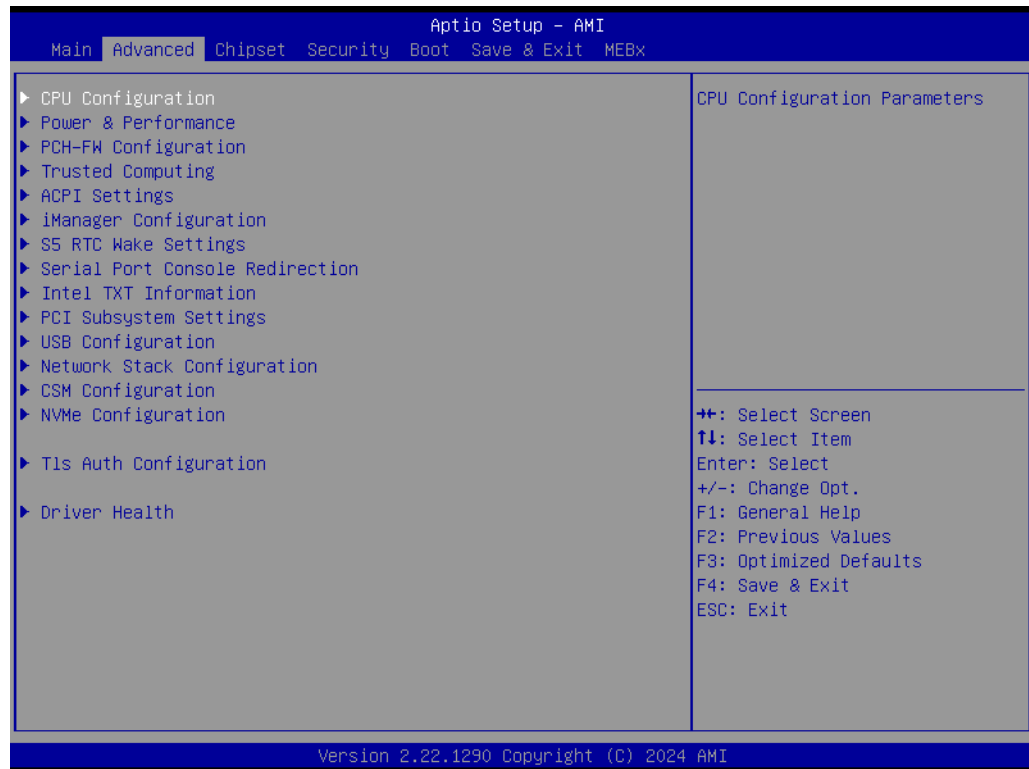 Aptio Setup – AMI
Main Advanced Chipset Security Boot Save & Exit MEBx
▶ CPU Configuration
▶ Power & Performance
▶ PCH-FW Configuration
▶ Trusted Computing
▶ ACPI Settings
▶ iManager Configuration
▶ S5 RTC Wake Settings
▶ Serial Port Console Redirection
▶ Intel TXT Information
▶ PCI Subsystem Settings
▶ USB Configuration
▶ Network Stack Configuration
▶ CSM Configuration
▶ NVMe Configuration
▶ Tls Auth Configuration
▶ Driver Health
CPU Configuration Parameters
→←: Select Screen
↑↓: Select Item
Enter: Select
+/-: Change Opt.
F1: General Help
F2: Previous Values
F3: Optimized Defaults
F4: Save & Exit
ESC: Exit
Version 2.22.1290 Copyright (C) 2024 AMI